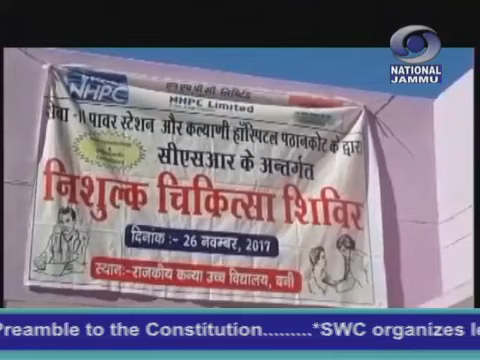 NATIONAL
JAMMU
NHPC
एन एच पी सी लिमिटेड
NHPC Limited
सेवा -II पावर स्टेशन और कल्याणी हॉस्पिटल पठानकोट के द्वारा
सीएसआर के अन्तर्गत
निशुल्क चिकित्सा शिविर
दिनांक :- 26 नवम्बर, 2017
स्थान:-राजकीय कन्या उच्च विद्यालय, बनी
Preamble to the Constitution.........*SWC organizes le